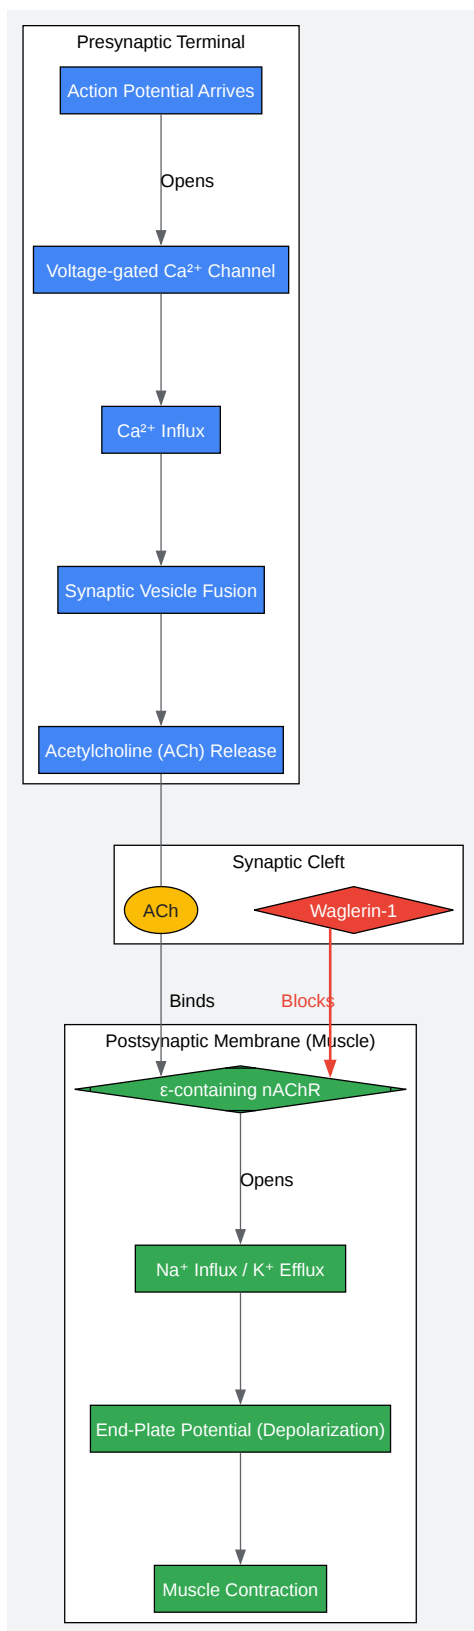 Presynaptic Terminal
Action Potential Arrives
Opens
Voltage-gated Ca²⁺ Channel
Ca²⁺ Influx
Synaptic Vesicle Fusion
Acetylcholine (ACh) Release
Synaptic Cleft
ACh
Waglerin-1
Binds
Blocks
Postsynaptic Membrane (Muscle)
ε-containing nAChR
Opens
Na⁺ Influx / K⁺ Efflux
End-Plate Potential (Depolarization)
Muscle Contraction